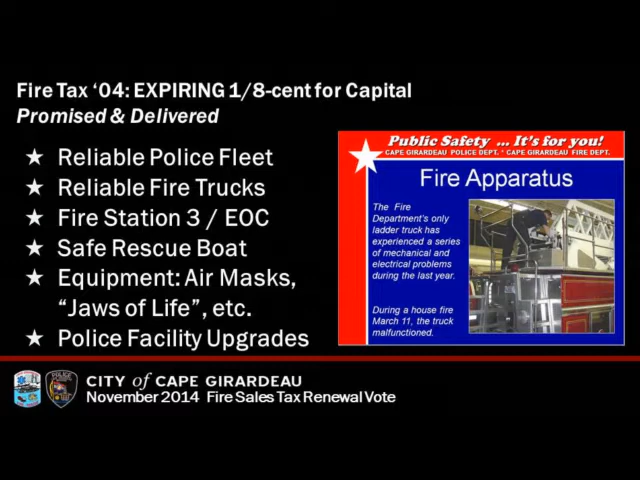 Fire Tax ‘04: EXPIRING 1/8-cent for Capital
Promised & Delivered
★ Reliable Police Fleet
★ Reliable Fire Trucks
★ Fire Station 3 / EOC
★ Safe Rescue Boat
★ Equipment: Air Masks,
“Jaws of Life”, etc.
★ Police Facility Upgrades
Public Safety ... It's for you!
CAPE GIRARDEAU POLICE DEPT. * CAPE GIRARDEAU FIRE DEPT.
Fire Apparatus
The Fire
Department's only
ladder truck has
experienced a series
of mechanical and
electrical problems
during the last year.
During a house fire
March 11, the truck
malfunctioned.
CITY of CAPE GIRARDEAU
November 2014 Fire Sales Tax Renewal Vote